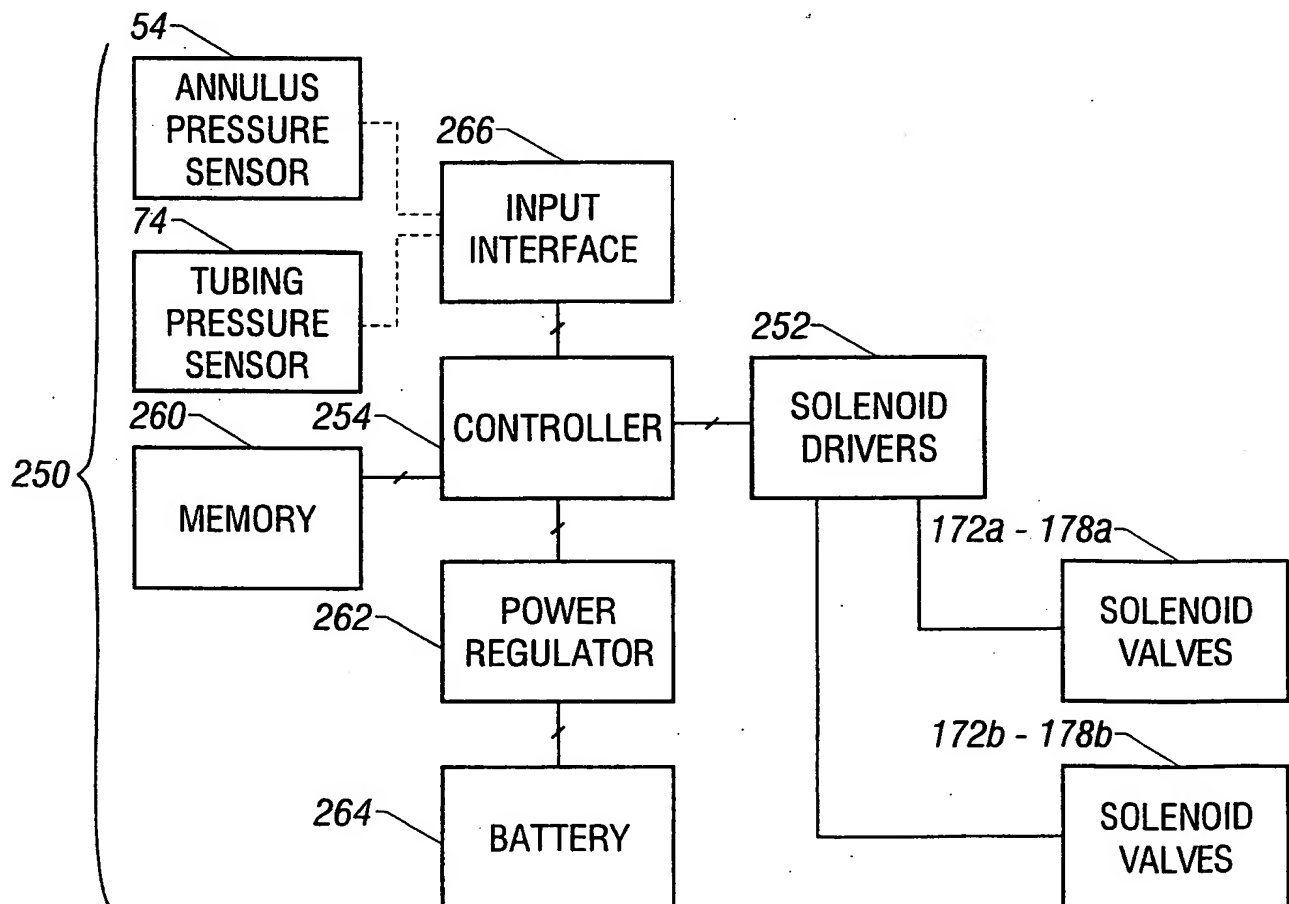 54
ANNULUS
PRESSURE
SENSOR
266
INPUT
INTERFACE
74
TUBING
PRESSURE
SENSOR
252
SOLENOID
DRIVERS
260
254
CONTROLLER
250
MEMORY
172a - 178a
SOLENOID
VALVES
262
POWER
REGULATOR
172b - 178b
SOLENOID
VALVES
264
BATTERY